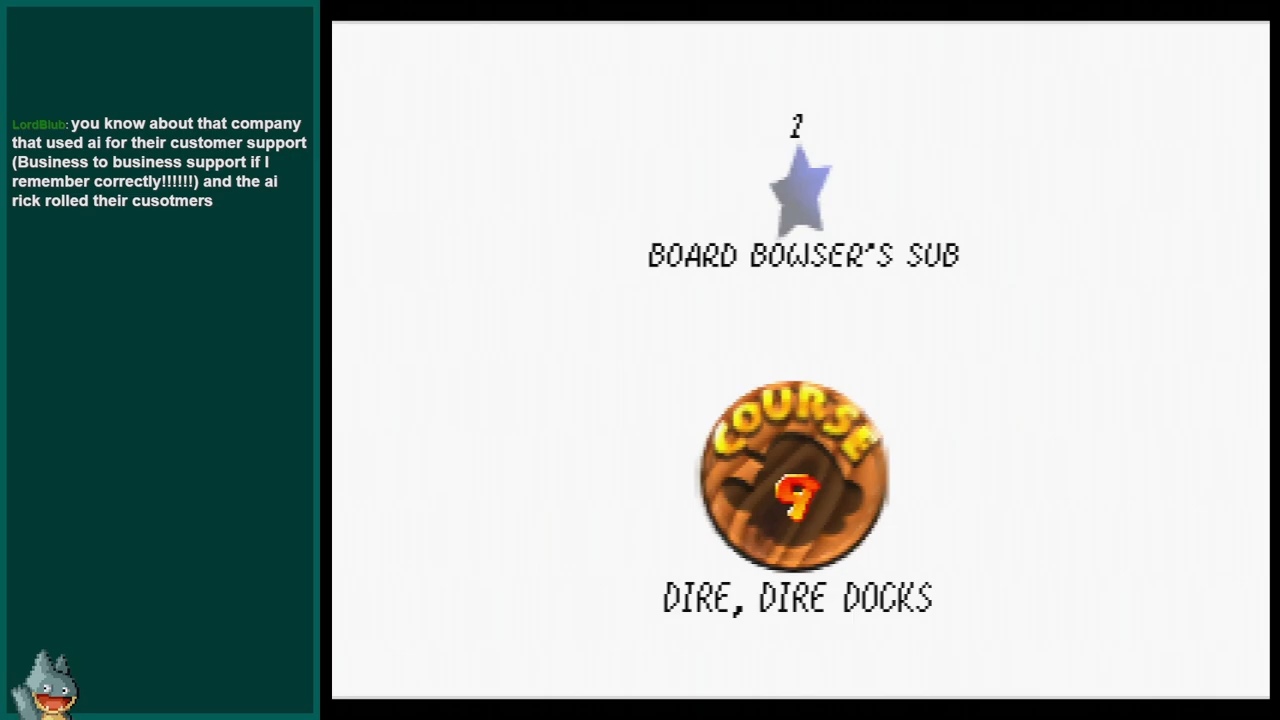 LordBlub: you know about that company
that used ai for their customer support
(Business to business support if I
remember correctly!!!!!!) and the ai
rick rolled their cusotmers
1
BOARD BOWSER'S SUB
COURSE
9
DIRE, DIRE DOCKS